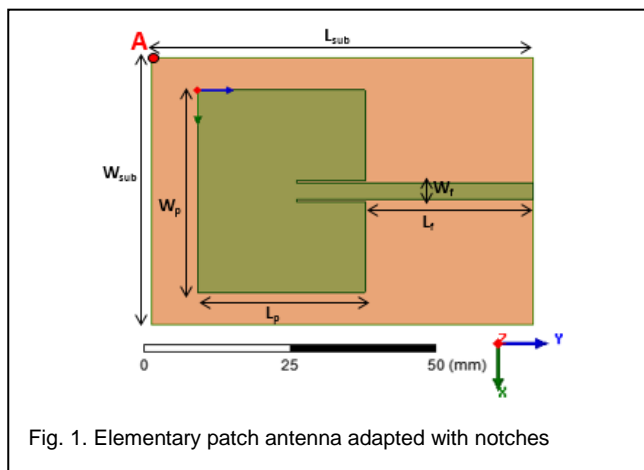 A
Lsub
Wsub
Wp
Wf
Lf
Lp
Z
Y
X
0 25 50 (mm)
Fig. 1. Elementary patch antenna adapted with notches